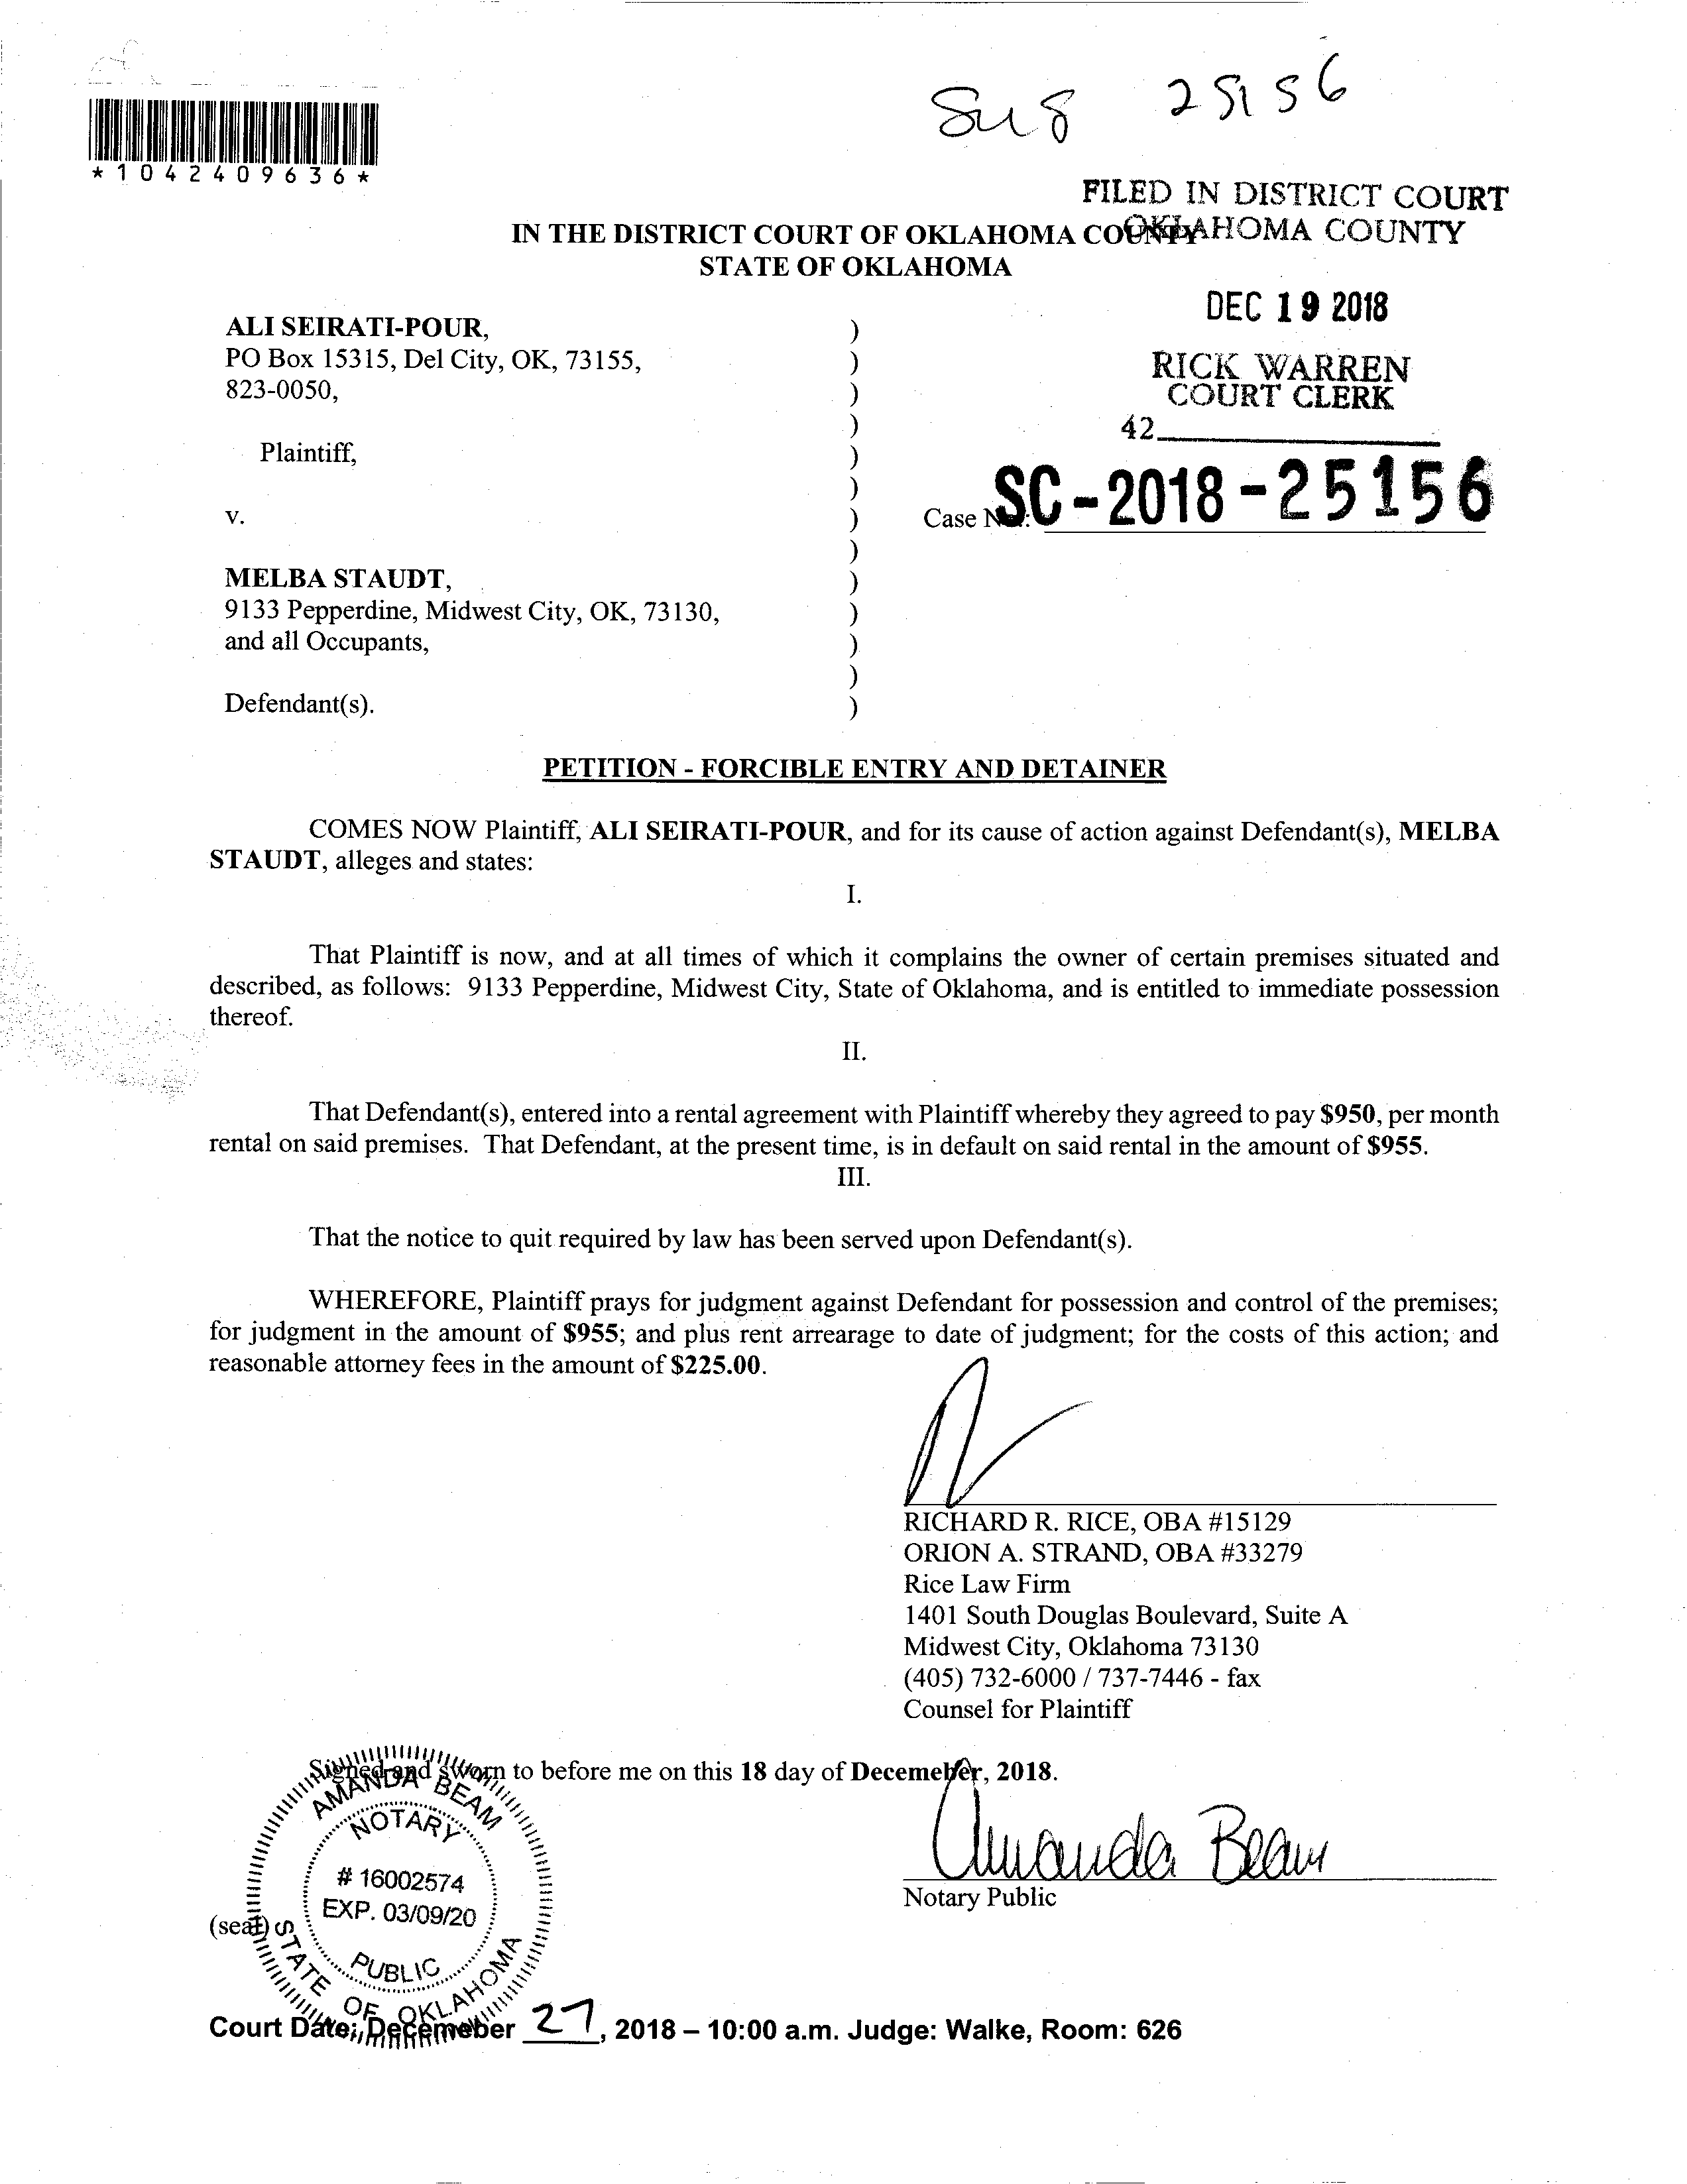 25156
*1042409636*
FILED IN DISTRICT COURT
OKLAHOMA COUNTY
IN THE DISTRICT COURT OF OKLAHOMA COUNTY
STATE OF OKLAHOMA
DEC 19 2018
RICK WARREN
COURT CLERK
42
ALI SEIRATI-POUR, )
PO Box 15315, Del City, OK, 73155, )
823-0050, )
)
Plaintiff, )
)
v. ) Case No.: SC-2018-25156
)
MELBA STAUDT, )
9133 Pepperdine, Midwest City, OK, 73130, )
and all Occupants, )
)
Defendant(s). )
PETITION - FORCIBLE ENTRY AND DETAINER
COMES NOW Plaintiff, ALI SEIRATI-POUR, and for its cause of action against Defendant(s), MELBA
STAUDT, alleges and states:
I.
That Plaintiff is now, and at all times of which it complains the owner of certain premises situated and
described, as follows: 9133 Pepperdine, Midwest City, State of Oklahoma, and is entitled to immediate possession
thereof.
II.
That Defendant(s), entered into a rental agreement with Plaintiff whereby they agreed to pay $950, per month
rental on said premises. That Defendant, at the present time, is in default on said rental in the amount of $955.
III.
That the notice to quit required by law has been served upon Defendant(s).
WHEREFORE, Plaintiff prays for judgment against Defendant for possession and control of the premises;
for judgment in the amount of $955; and plus rent arrearage to date of judgment; for the costs of this action; and
reasonable attorney fees in the amount of $225.00.
RICHARD R. RICE, OBA #15129
ORION A. STRAND, OBA #33279
Rice Law Firm
1401 South Douglas Boulevard, Suite A
Midwest City, Oklahoma 73130
(405) 732-6000 / 737-7446 - fax
Counsel for Plaintiff
Signed and sworn to before me on this 18 day of Decemeber, 2018.
Amanda Beam
Notary Public
AMANDA BEAM
NOTARY
# 16002574
EXP. 03/09/20
PUBLIC
STATE OF OKLAHOMA
(seal)
Court Date: Decemeber 27, 2018 – 10:00 a.m. Judge: Walke, Room: 626